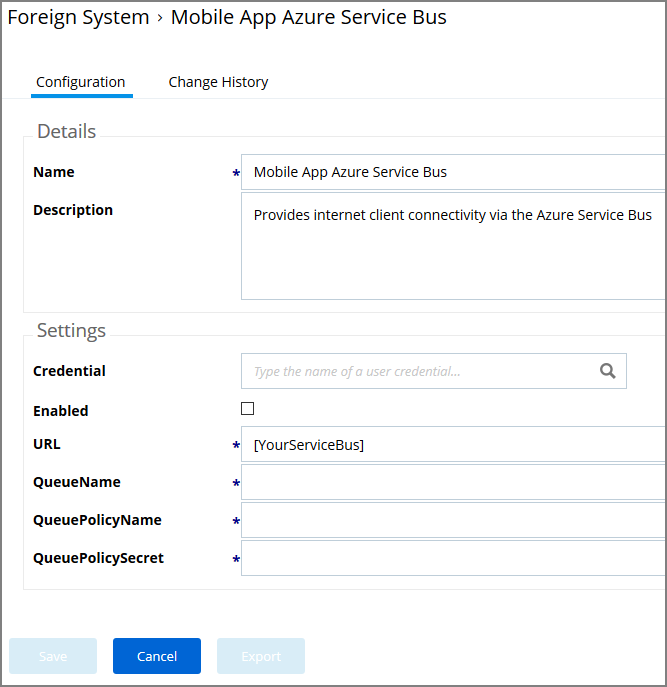 Foreign System › Mobile App Azure Service Bus
Configuration Change History
Details
Name * Mobile App Azure Service Bus
Description Provides internet client connectivity via the Azure Service Bus
Settings
Credential Type the name of a user credential...
Enabled
URL * [YourServiceBus]
QueueName *
QueuePolicyName *
QueuePolicySecret *
Save Cancel Export